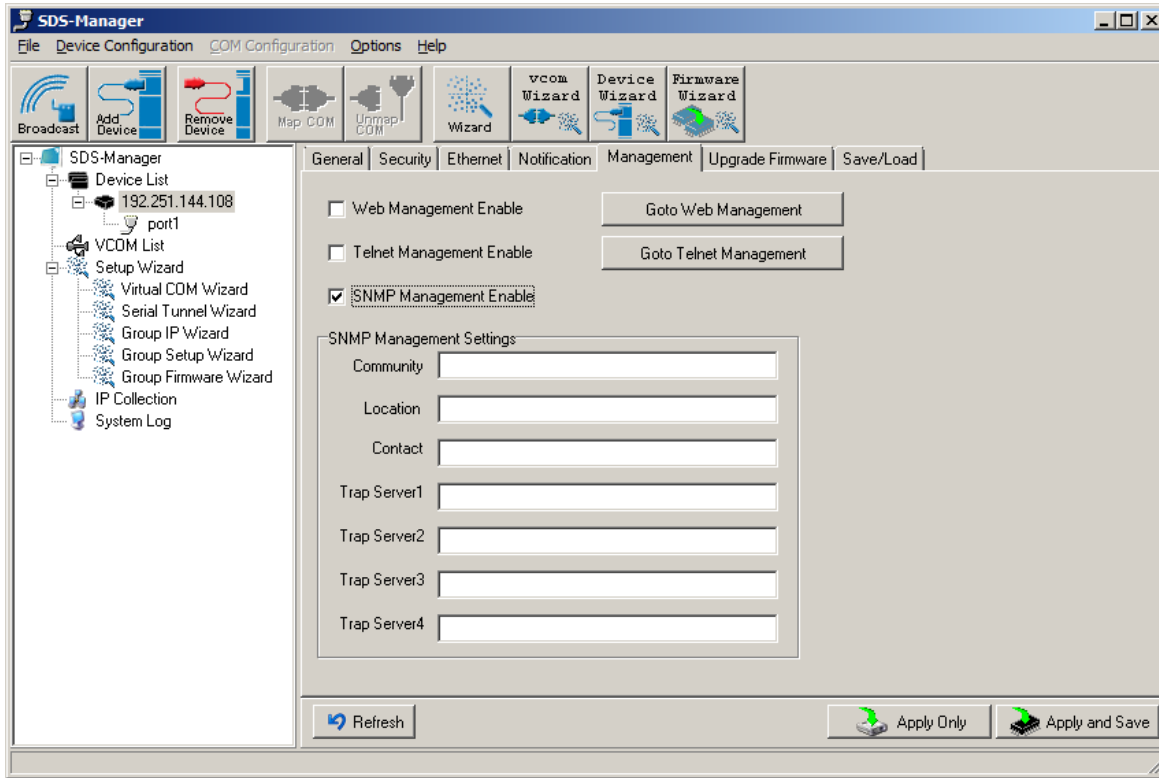 SDS-Manager
File Device Configuration COM Configuration Options Help
Broadcast
Add Device
Remove Device
Map COM
Unmap COM
Wizard
vcom Wizard
Device Wizard
Firmware Wizard
SDS-Manager
Device List
192.251.144.108
port1
VCOM List
Setup Wizard
Virtual COM Wizard
Serial Tunnel Wizard
Group IP Wizard
Group Setup Wizard
Group Firmware Wizard
IP Collection
System Log
General Security Ethernet Notification Management Upgrade Firmware Save/Load
Web Management Enable Goto Web Management
Telnet Management Enable Goto Telnet Management
SNMP Management Enable
SNMP Management Settings
Community
Location
Contact
Trap Server1
Trap Server2
Trap Server3
Trap Server4
Refresh Apply Only Apply and Save